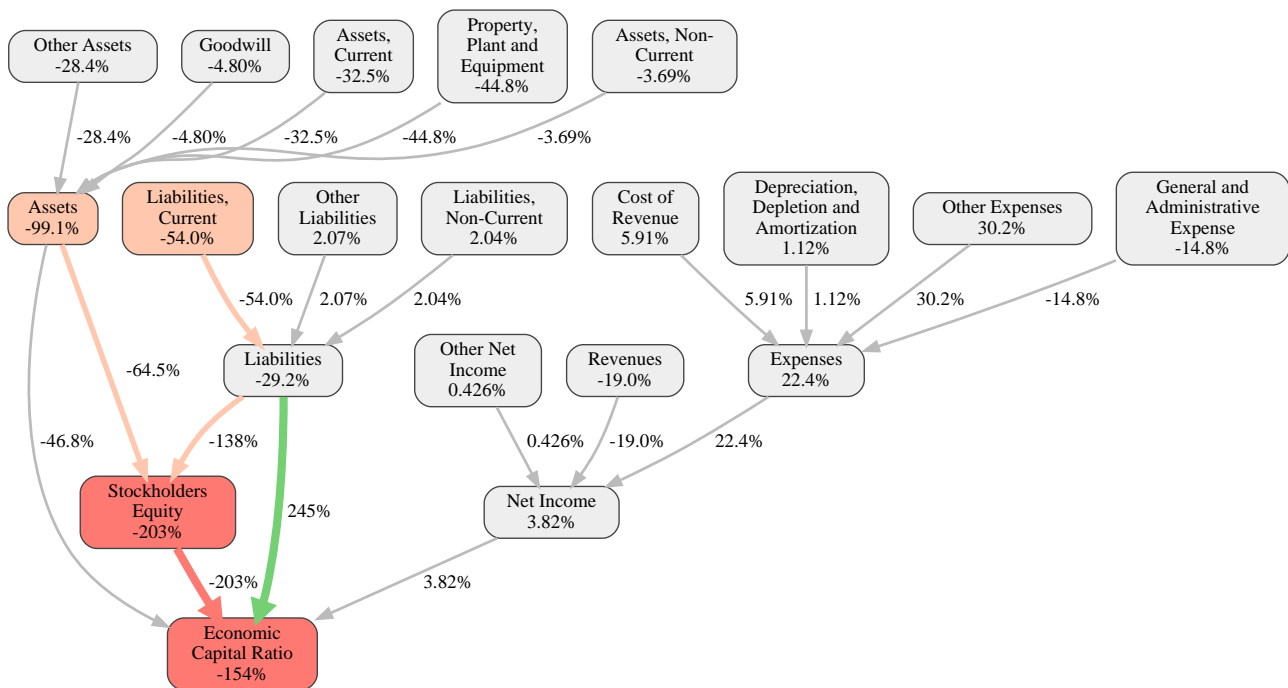 Other Assets
-28.4%
Goodwill
-4.80%
Assets,
Current
-32.5%
Property,
Plant and
Equipment
-44.8%
Assets, Non-
Current
-3.69%
-28.4%
-4.80%
-32.5%
-44.8%
-3.69%
Assets
-99.1%
Liabilities,
Current
-54.0%
Other
Liabilities
2.07%
Liabilities,
Non-Current
2.04%
Cost of
Revenue
5.91%
Depreciation,
Depletion and
Amortization
1.12%
Other Expenses
30.2%
General and
Administrative
Expense
-14.8%
-54.0%
2.07%
2.04%
5.91%
1.12%
30.2%
-14.8%
-64.5%
Liabilities
-29.2%
Other Net
Income
0.426%
Revenues
-19.0%
Expenses
22.4%
-46.8%
-138%
0.426%
-19.0%
22.4%
Stockholders
Equity
-203%
245%
Net Income
3.82%
-203%
3.82%
Economic
Capital Ratio
-154%